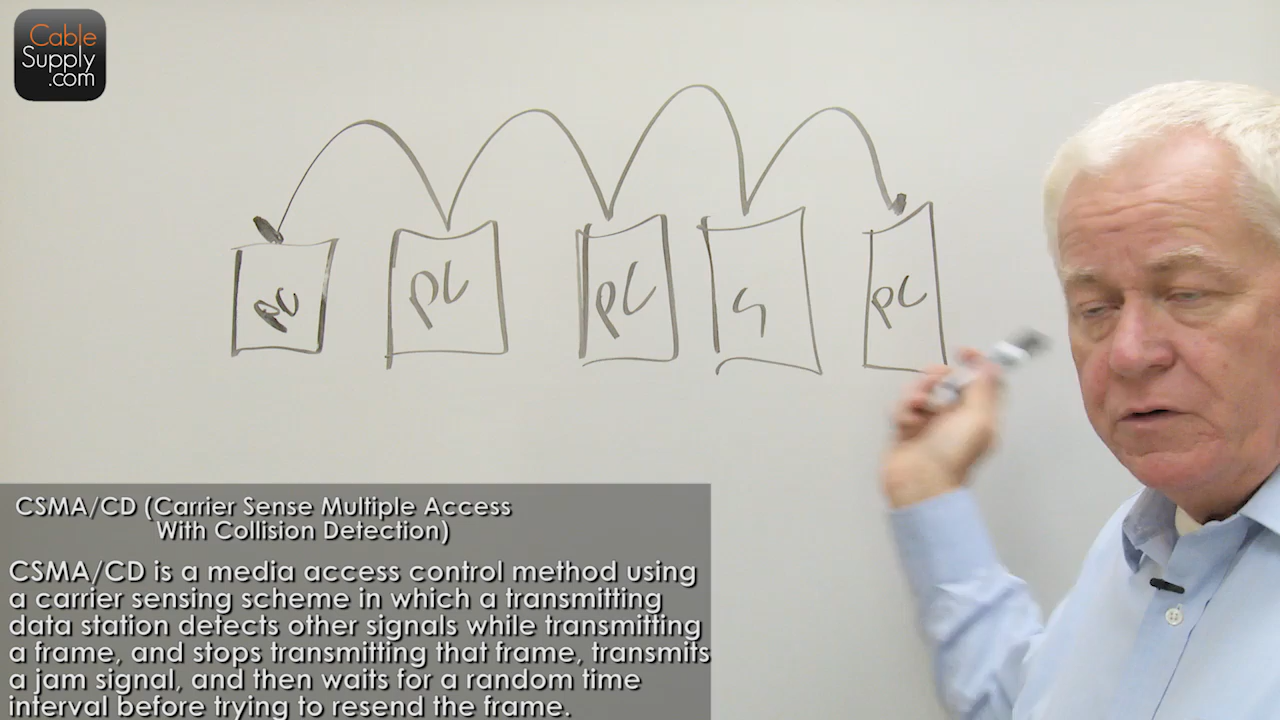 Cable
Supply
.com
PC
PC
PC
S
PC
CSMA/CD (Carrier Sense Multiple Access
With Collision Detection)
CSMA/CD is a media access control method using
a carrier sensing scheme in which a transmitting
data station detects other signals while transmitting
a frame, and stops transmitting that frame, transmits
a jam signal, and then waits for a random time
interval before trying to resend the frame.